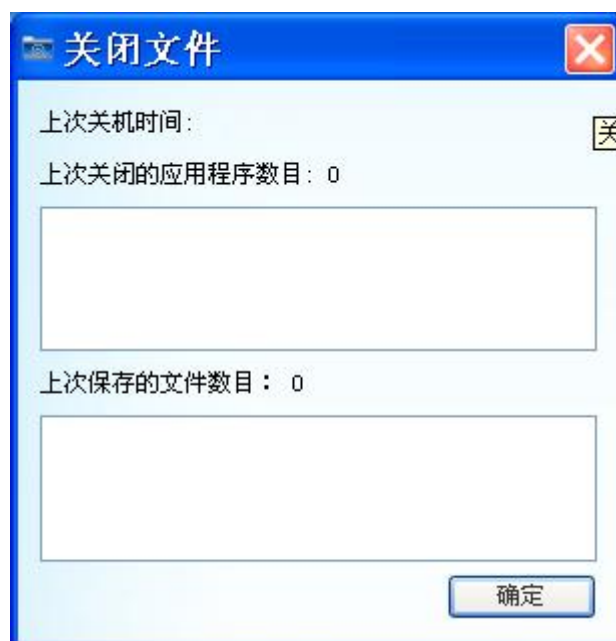 关闭文件
上次关机时间:
关
上次关闭的应用程序数目: 0
上次保存的文件数目： 0
确定